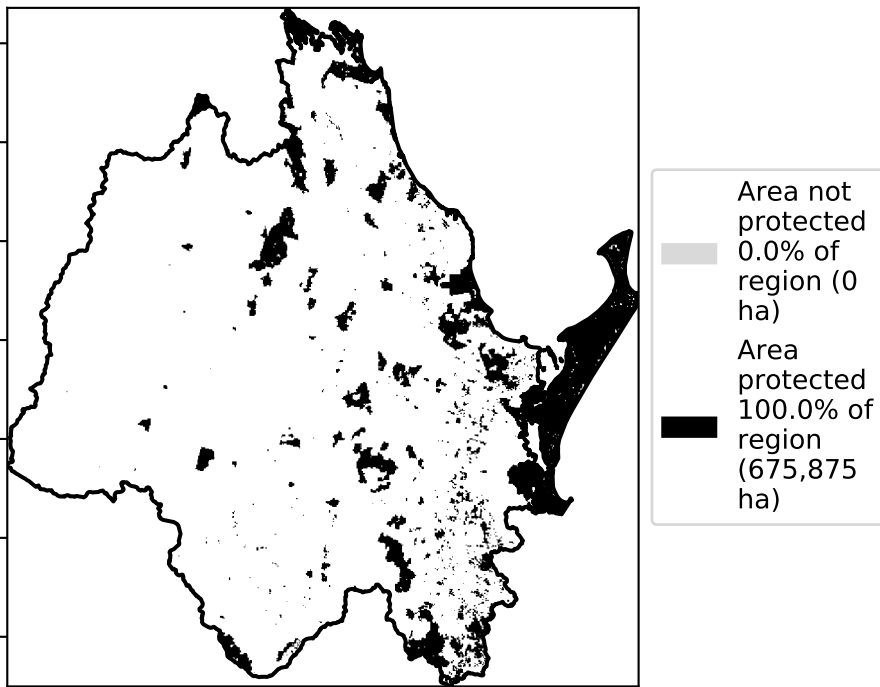 Area not
protected
0.0% of
region (0
ha)
Area
protected
100.0% of
region
(675,875
ha)